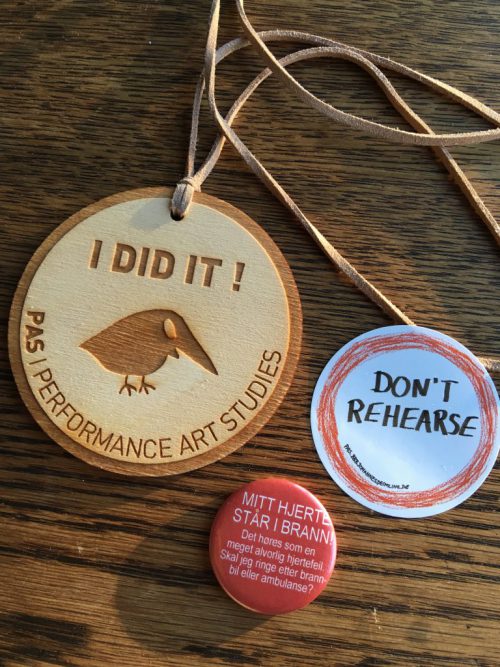 I DID IT !
PAS | PERFORMANCE ART STUDIES
DON'T
REHEARSE
MITT HJERTE
STÅR I BRANN!
Det høres som en
meget alvorlig hjertefeil.
Skal jeg ringe etter brann-
bil eller ambulanse?